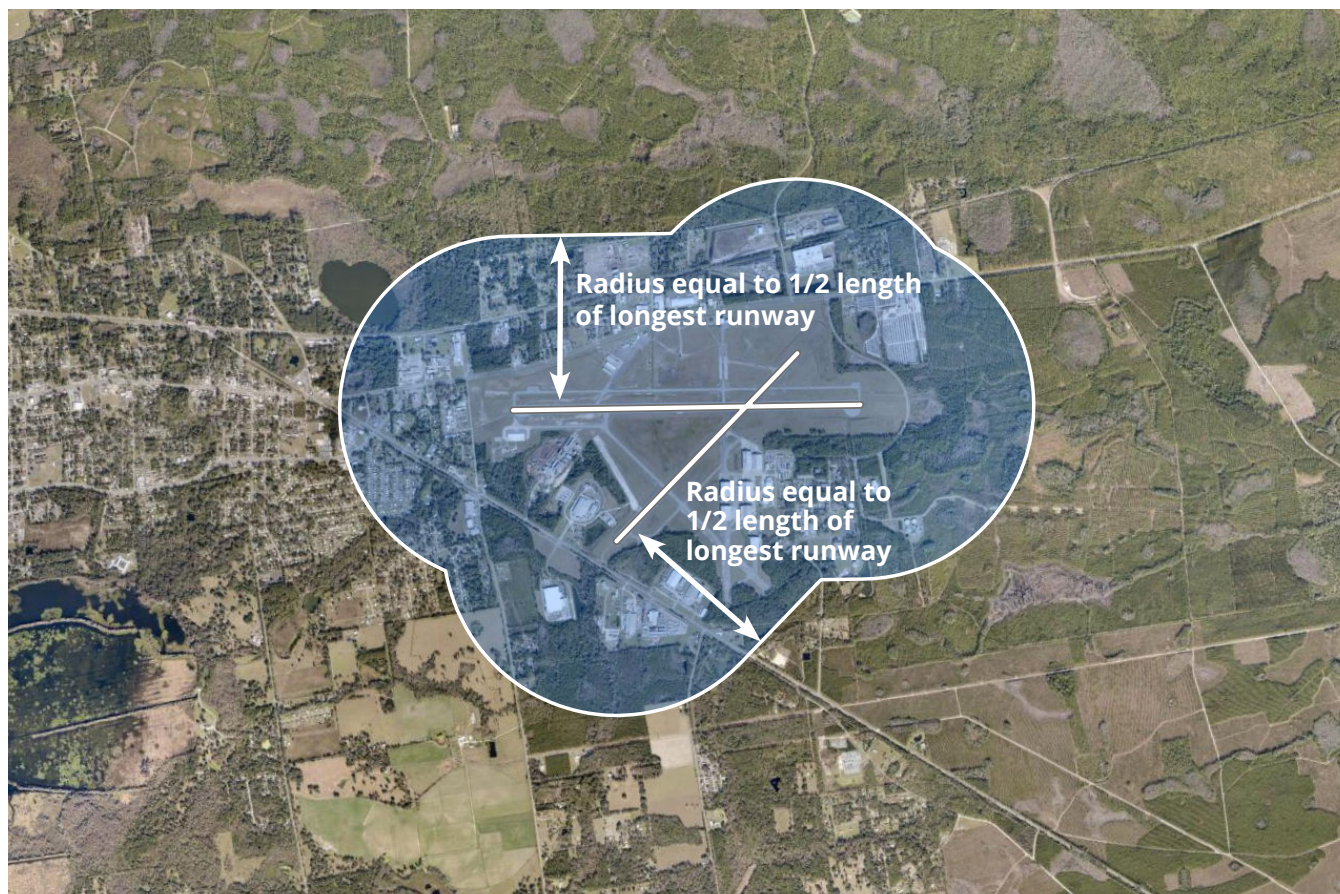 Radius equal to 1/2 length
of longest runway
Radius equal to
1/2 length of
longest runway